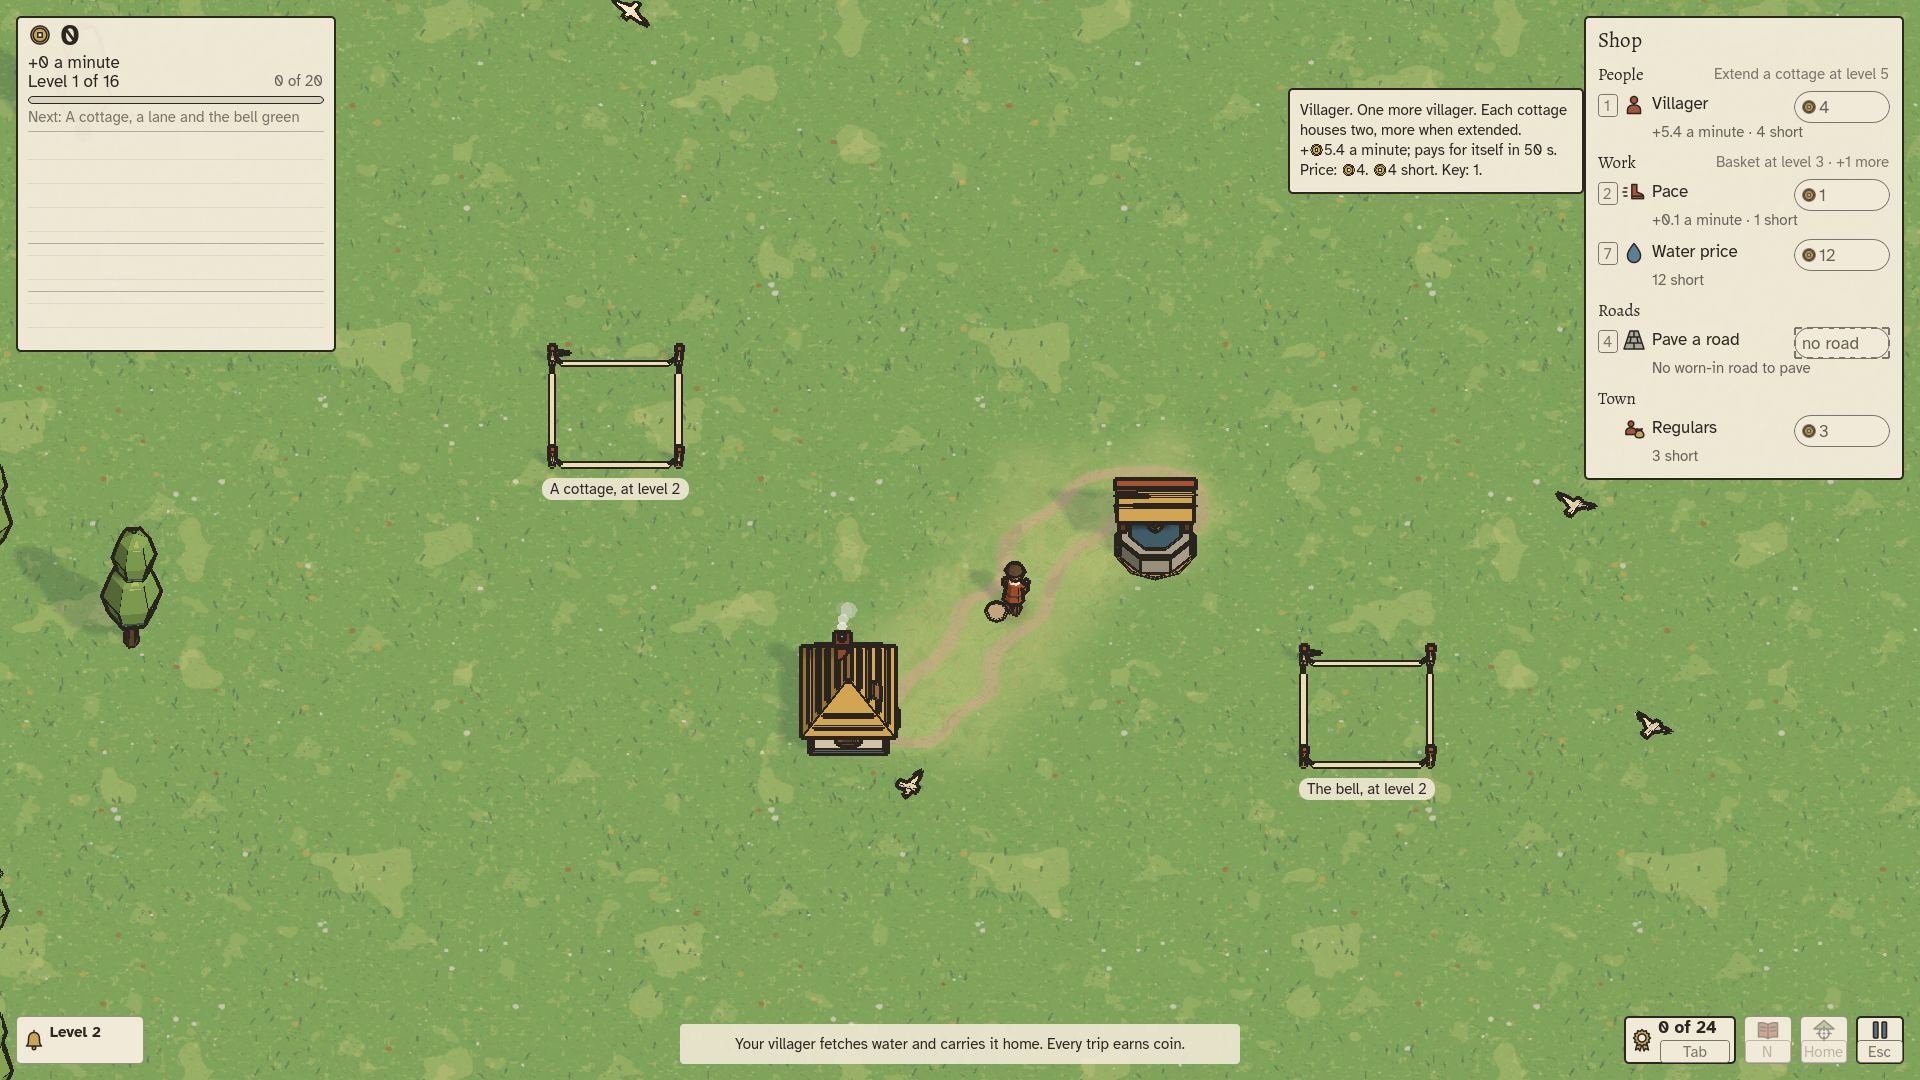 0
+0 a minute
Level 1 of 16
0 of 20
Next: A cottage, a lane and the bell green
Villager. One more villager. Each cottage
houses two, more when extended.
+5.4 a minute; pays for itself in 50 s.
Price: 4. 4 short. Key: 1.
Shop
People
Extend a cottage at level 5
1
Villager
4
+5.4 a minute · 4 short
Work
Basket at level 3 · +1 more
2
Pace
1
+0.1 a minute · 1 short
7
Water price
12
12 short
Roads
4
Pave a road
no road
No worn-in road to pave
Town
Regulars
3
3 short
A cottage, at level 2
The bell, at level 2
Level 2
Your villager fetches water and carries it home. Every trip earns coin.
0 of 24
Tab
N
Home
Esc